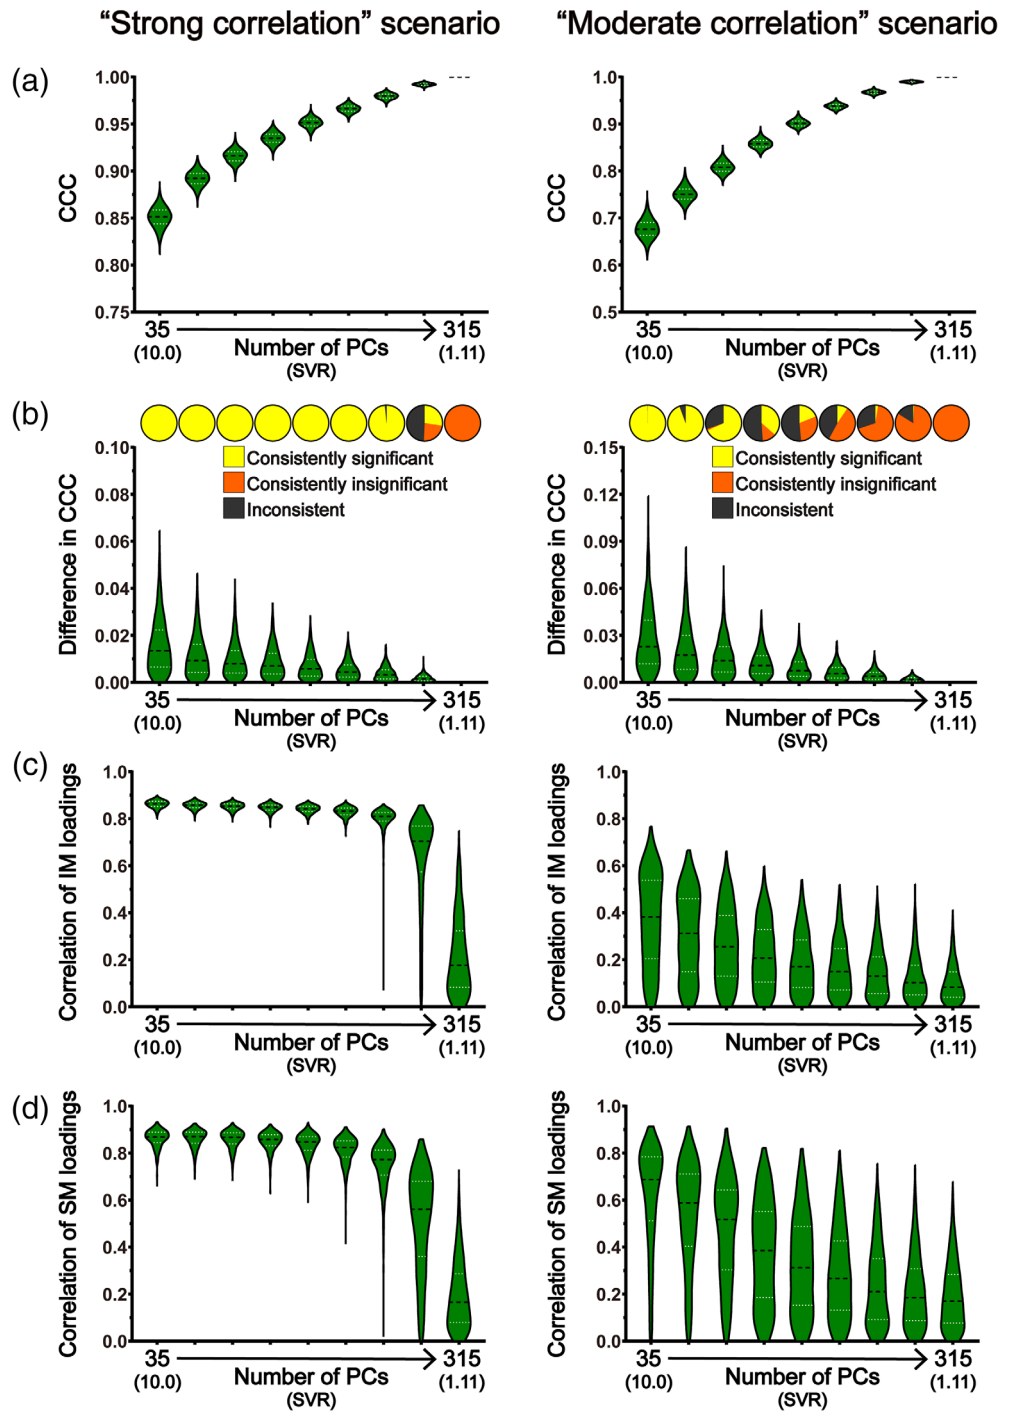 “Strong correlation” scenario
“Moderate correlation” scenario
(a)
CCC
1.00
0.95
0.90
0.85
0.80
0.75
35
(10.0)
Number of PCs
(SVR)
315
(1.11)
CCC
1.0
0.9
0.8
0.7
0.6
0.5
35
(10.0)
Number of PCs
(SVR)
315
(1.11)
(b)
Difference in CCC
0.10
0.08
0.06
0.04
0.02
0.00
Consistently significant
Consistently insignificant
Inconsistent
35
(10.0)
Number of PCs
(SVR)
315
(1.11)
Difference in CCC
0.15
0.12
0.09
0.06
0.03
0.00
Consistently significant
Consistently insignificant
Inconsistent
35
(10.0)
Number of PCs
(SVR)
315
(1.11)
(c)
Correlation of IM loadings
1.0
0.8
0.6
0.4
0.2
0.0
35
(10.0)
Number of PCs
(SVR)
315
(1.11)
Correlation of IM loadings
1.0
0.8
0.6
0.4
0.2
0.0
35
(10.0)
Number of PCs
(SVR)
315
(1.11)
(d)
Correlation of SM loadings
1.0
0.8
0.6
0.4
0.2
0.0
35
(10.0)
Number of PCs
(SVR)
315
(1.11)
Correlation of SM loadings
1.0
0.8
0.6
0.4
0.2
0.0
35
(10.0)
Number of PCs
(SVR)
315
(1.11)